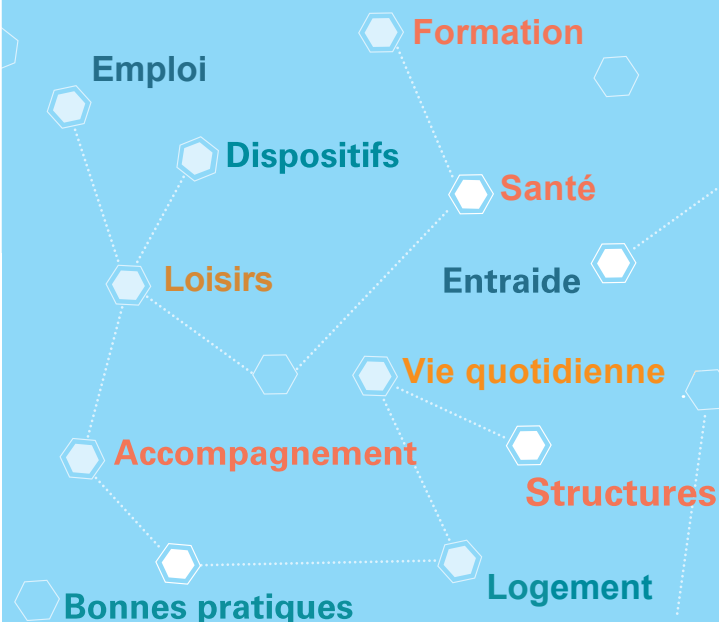 Formation
Emploi
Dispositifs
Santé
Loisirs
Entraide
Vie quotidienne
Accompagnement
Structures
Logement
Bonnes pratiques